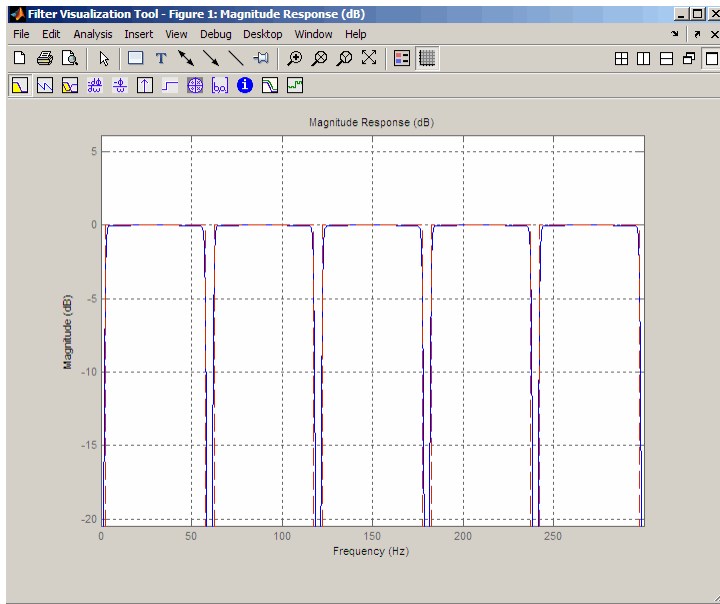 Filter Visualization Tool - Figure 1: Magnitude Response (dB)
File Edit Analysis Insert View Debug Desktop Window Help
T
[b,a]
i
Magnitude Response (dB)
5
0
-5
-10
-15
-20
Magnitude (dB)
0 50 100 150 200 250
Frequency (Hz)